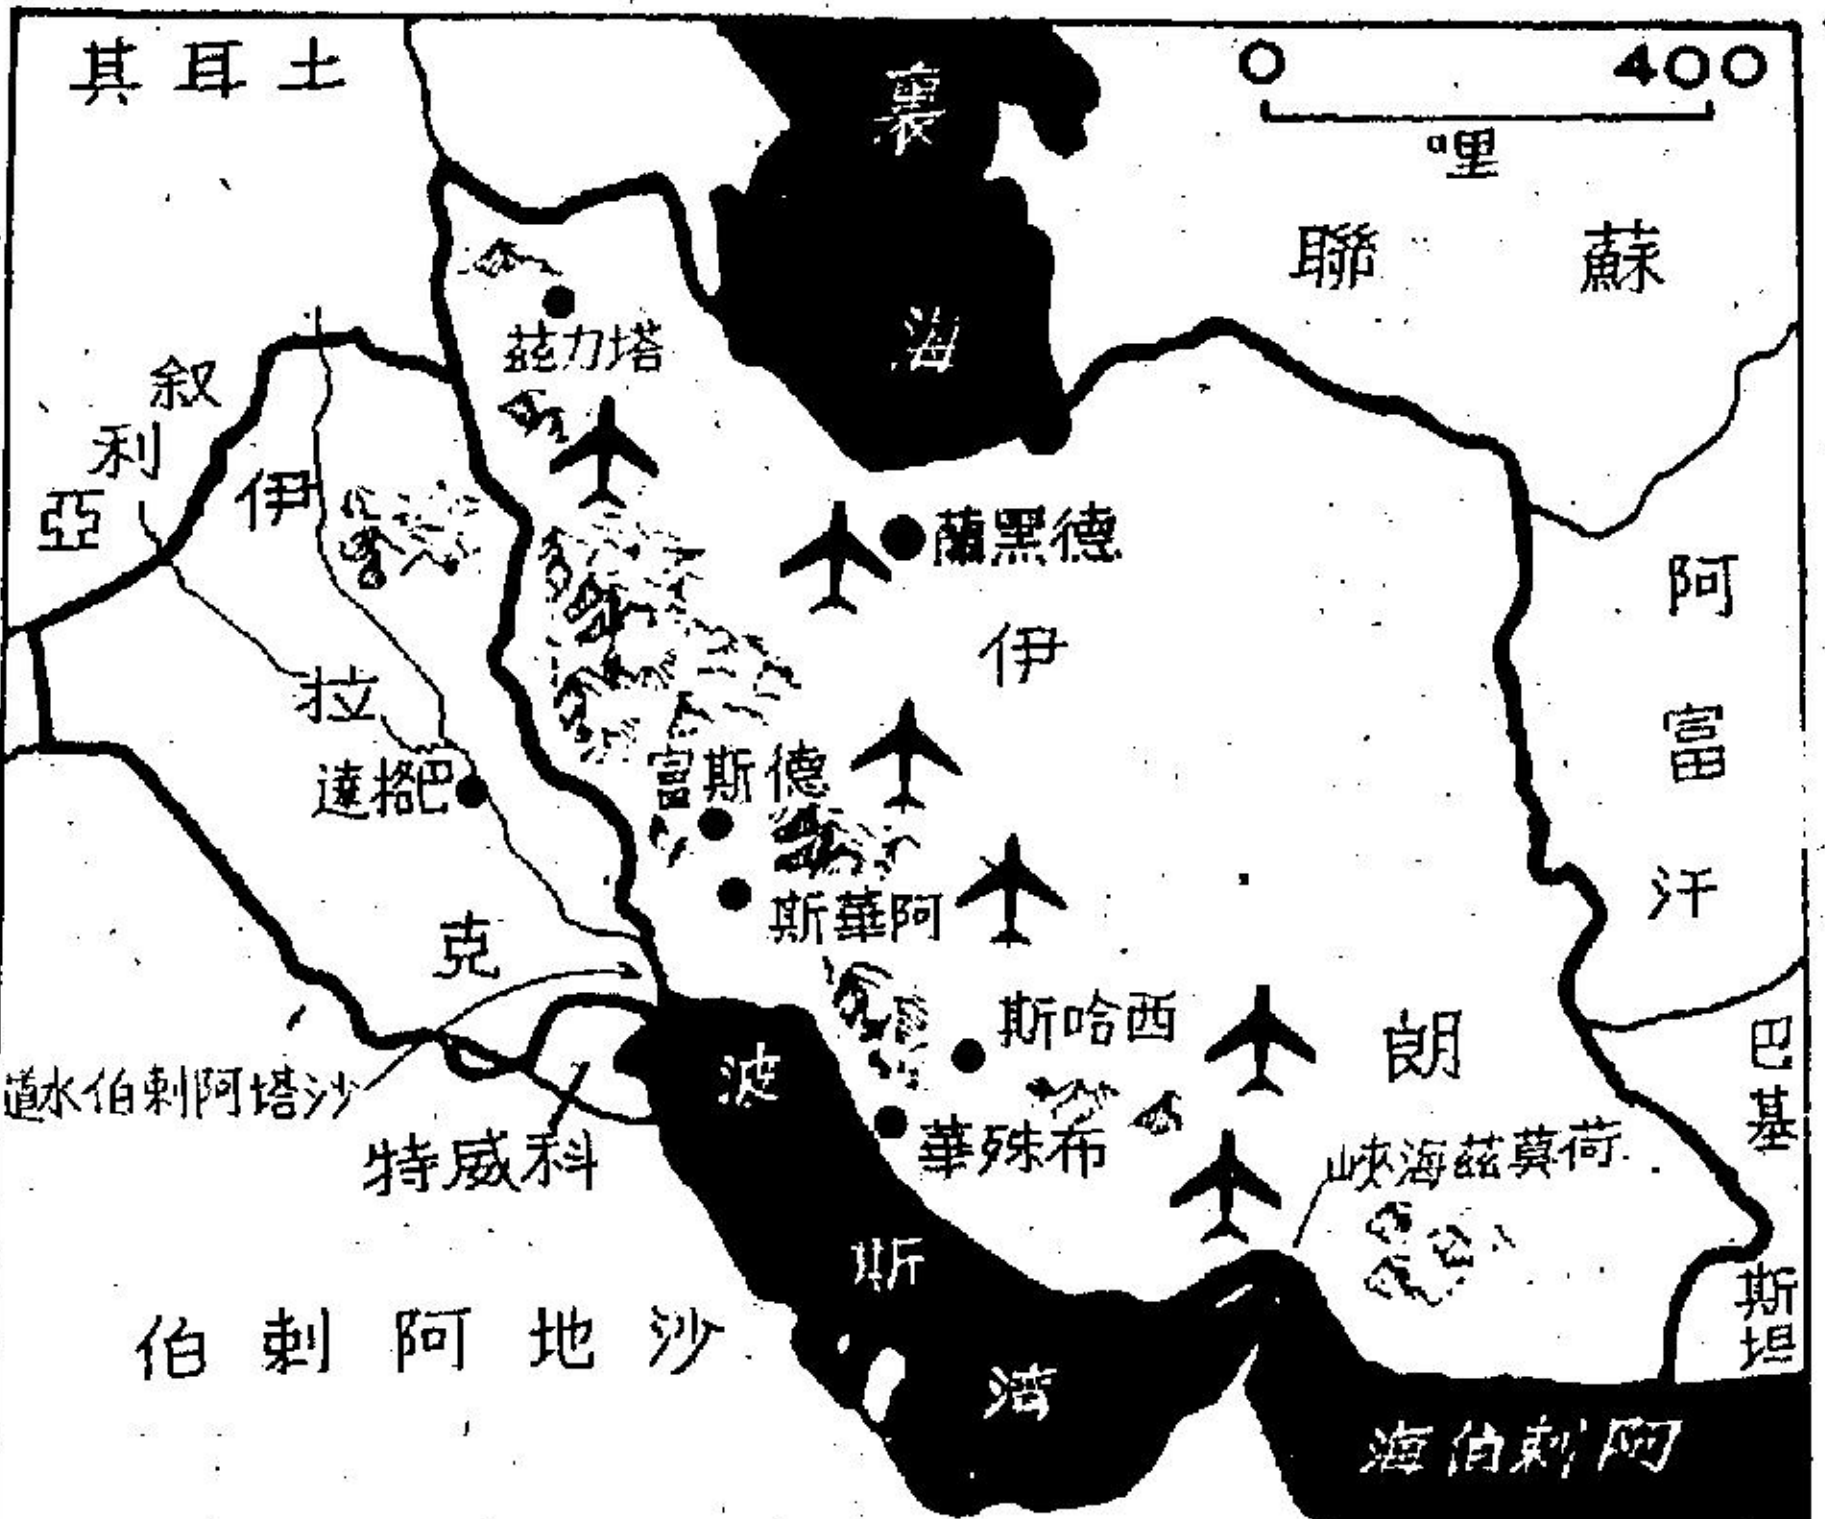 土耳其
0 400
哩
裏海
蘇聯
塔力茲
叙利亞
伊拉克
德黑蘭
伊朗
阿富汗
德斯富
巴撘達
阿華斯
西哈斯
沙塔阿剌伯水道
科威特
布殊華
荷莫茲海峽
巴基斯坦
波斯灣
沙地阿剌伯
阿剌伯海